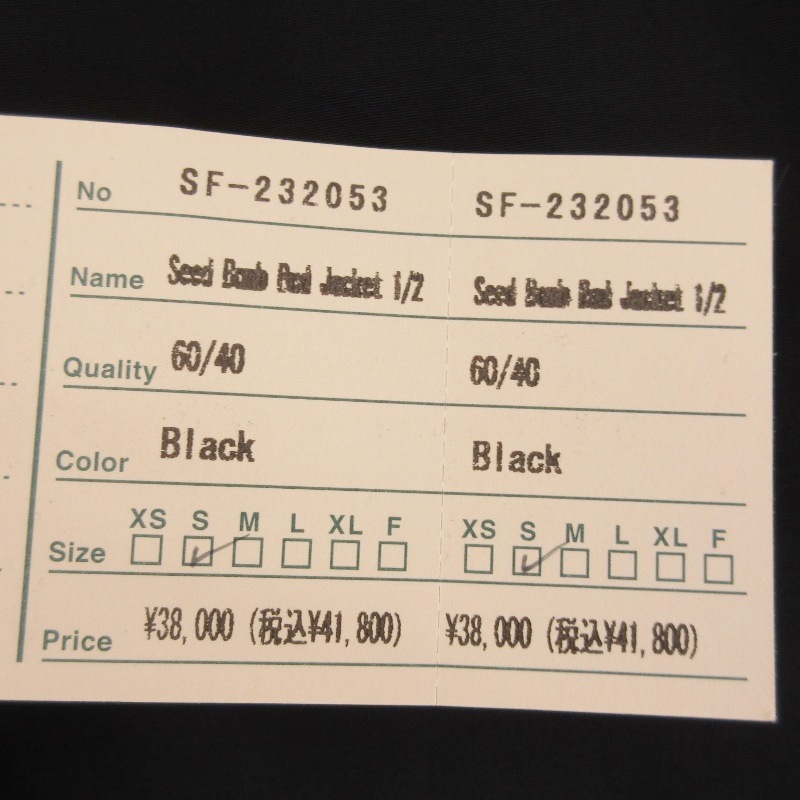 No SF-232053 SF-232053
Name Seed Bomb Jacket 1/2 Seed Bomb Jacket 1/2
Quality 60/40 60/40
Color Black Black
XS S M L XL F XS S M L XL F
Size
Price ¥38,000 (税込¥41,800) ¥38,000 (税込¥41,800)